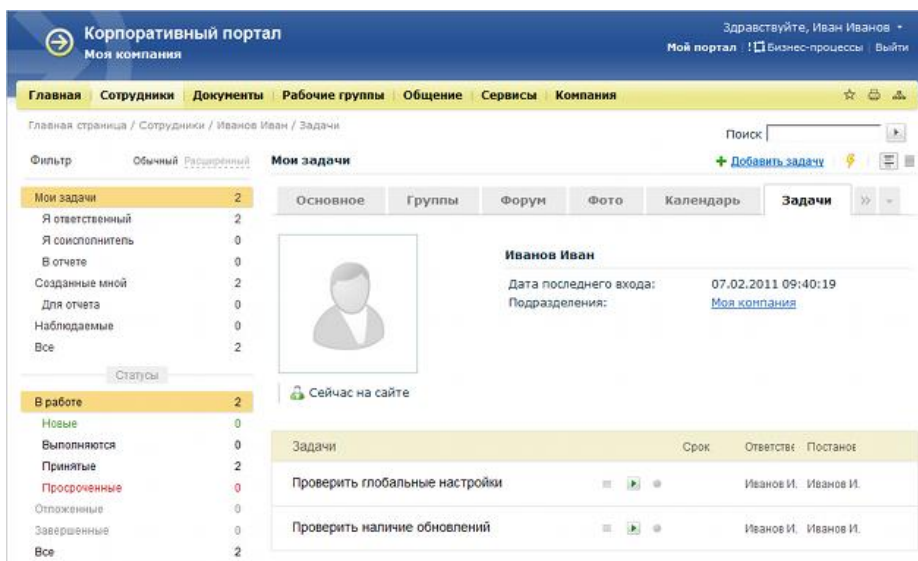 Корпоративный портал
Моя компания
Здравствуйте, Иван Иванов
Мой портал Бизнес-процессы Выйти
Главная Сотрудники Документы Рабочие группы Общение Сервисы Компания
Главная страница / Сотрудники / Иванов Иван / Задачи
Поиск
Фильтр Обычный Расширенный
Мои задачи
Добавить задачу
Мои задачи 2
Я ответственный 2
Я соисполнитель 0
В отчете 0
Созданные мной 2
Для отчета 0
Наблюдаемые 0
Все 2
Статусы
В работе 2
Новые 0
Выполняются 0
Принятые 2
Просроченные 0
Отложенные 0
Завершенные 0
Все 2
Основное Группы Форум Фото Календарь Задачи »
Иванов Иван
Дата последнего входа: 07.02.2011 09:40:19
Подразделения: Моя компания
Сейчас на сайте
Задачи Срок Ответстве Постанов
Проверить глобальные настройки Иванов И. Иванов И.
Проверить наличие обновлений Иванов И. Иванов И.